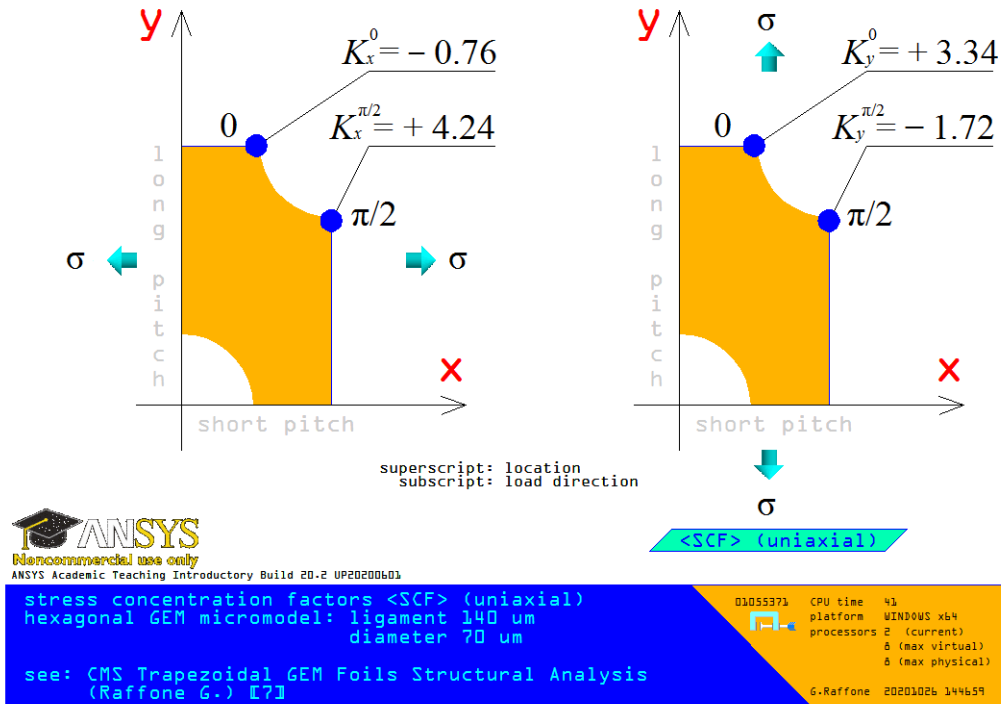 y
K_x^0 = − 0.76
K_x^π/2 = + 4.24
0
π/2
long pitch
σ
σ
x
short pitch
σ
y
K_y^0 = + 3.34
K_y^π/2 = − 1.72
0
π/2
long pitch
x
short pitch
σ
superscript: location
subscript: load direction
<SCF> (uniaxial)
ANSYS
Noncommercial use only
ANSYS Academic Teaching Introductory Build 20.2 UP20200601
stress concentration factors <SCF> (uniaxial)
hexagonal GEM micromodel: ligament 140 um
diameter 70 um
see: CMS Trapezoidal GEM Foils Structural Analysis
(Raffone G.) [7]
01055371
CPU time 41
platform WINDOWS x64
processors 2 (current)
8 (max virtual)
8 (max physical)
G.Raffone 20201026 144659